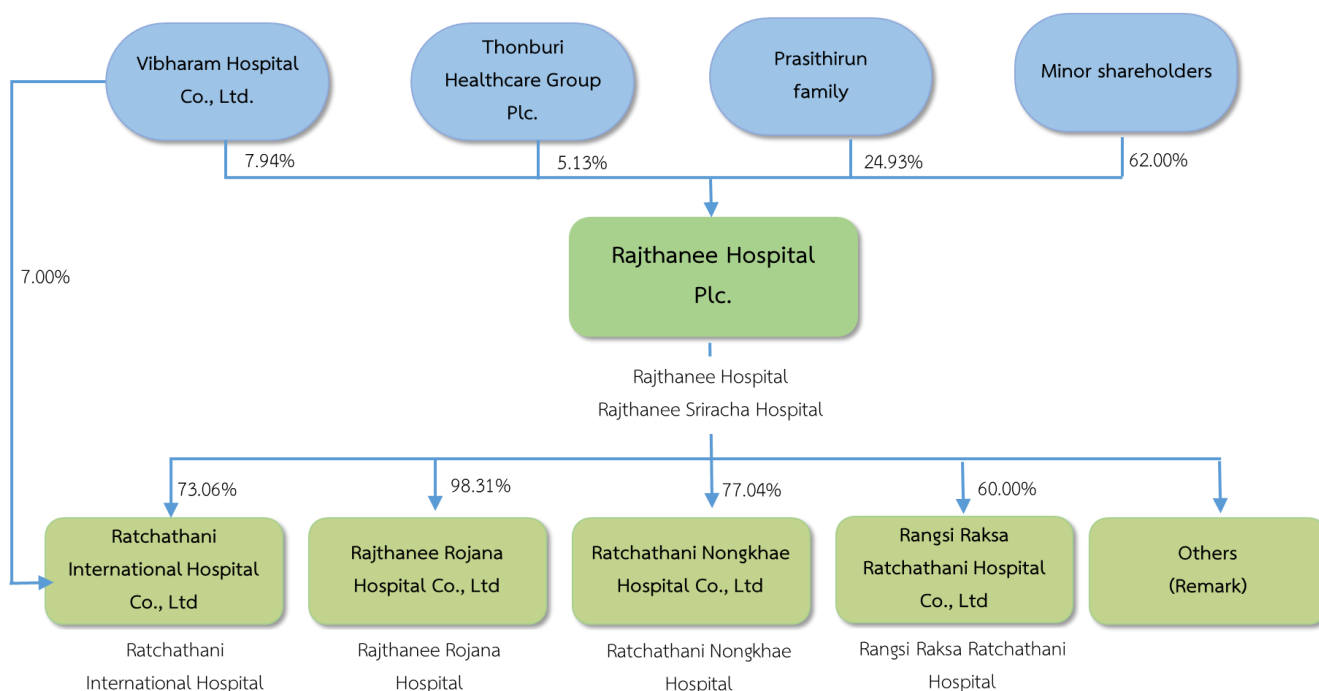 Vibharam Hospital
Co., Ltd.
Thonburi
Healthcare Group
Plc.
Prasithirun
family
Minor shareholders
7.94%
5.13%
24.93%
62.00%
7.00%
Rajthanee Hospital
Plc.
Rajthanee Hospital
Rajthanee Sriracha Hospital
73.06%
98.31%
77.04%
60.00%
Ratchathani
International Hospital
Co., Ltd
Rajthanee Rojana
Hospital Co., Ltd
Ratchathani Nongkhae
Hospital Co., Ltd
Rangsi Raksa
Ratchathani Hospital
Co., Ltd
Others
(Remark)
Ratchathani
International Hospital
Rajthanee Rojana
Hospital
Ratchathani Nongkhae
Hospital
Rangsi Raksa Ratchathani
Hospital